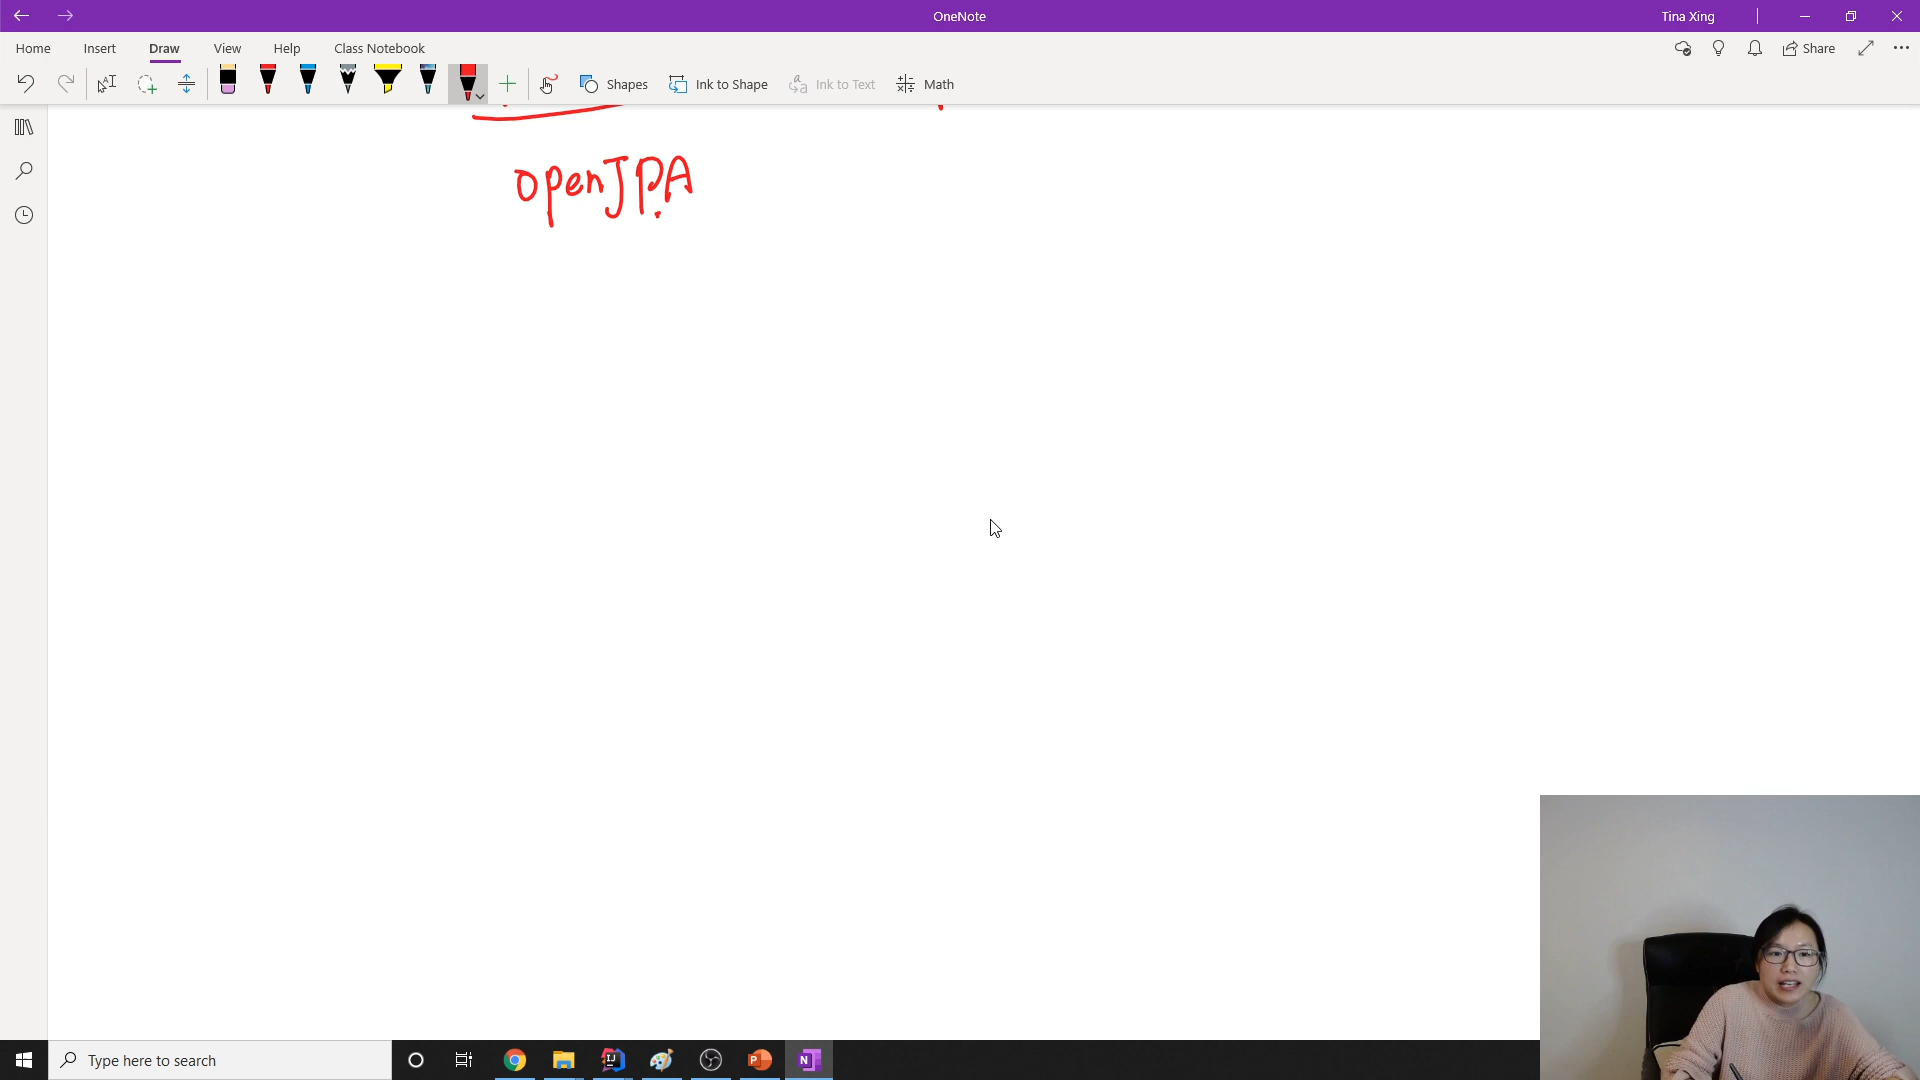 OneNote
Tina Xing
Home Insert Draw View Help Class Notebook
Share
Shapes Ink to Shape Ink to Text Math
openJPA
Type here to search